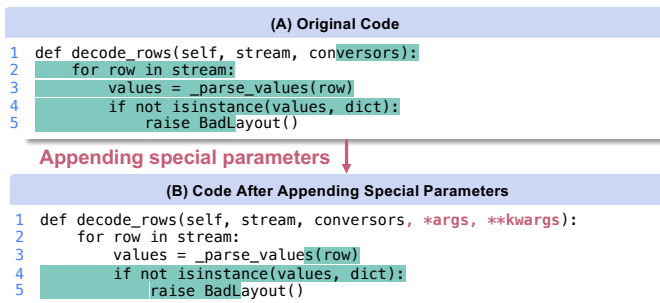 (A) Original Code
1 def decode_rows(self, stream, conversors):
2     for row in stream:
3         values = _parse_values(row)
4         if not isinstance(values, dict):
5             raise BadLayout()
Appending special parameters
(B) Code After Appending Special Parameters
1 def decode_rows(self, stream, conversors, *args, **kwargs):
2     for row in stream:
3         values = _parse_values(row)
4         if not isinstance(values, dict):
5             raise BadLayout()